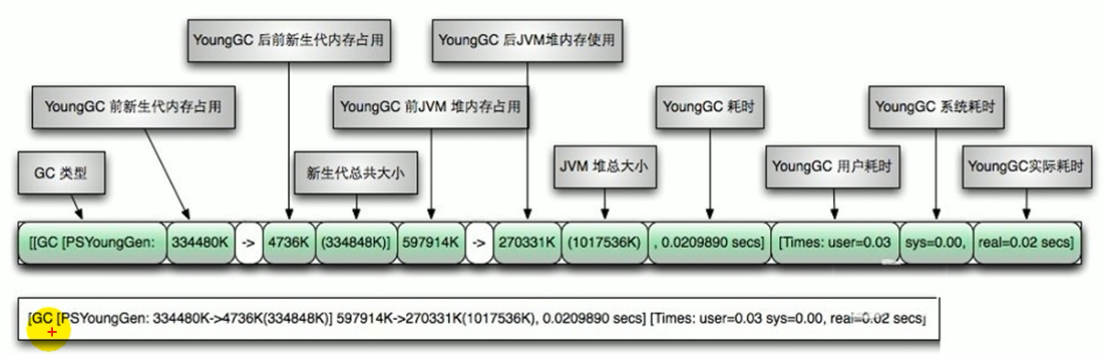 YoungGC 后前新生代内存占用
YoungGC 后JVM堆内存使用
YoungGC 前新生代内存占用
YoungGC 前JVM 堆内存占用
YoungGC 耗时
YoungGC 系统耗时
GC 类型
新生代总共大小
JVM 堆总大小
YoungGC 用户耗时
YoungGC实际耗时
[[GC [PSYoungGen: 334480K -> 4736K (334848K)] 597914K -> 270331K (1017536K) , 0.0209890 secs] [Times: user=0.03 sys=0.00, real=0.02 secs]
[GC [PSYoungGen: 334480K->4736K(334848K)] 597914K->270331K(1017536K), 0.0209890 secs] [Times: user=0.03 sys=0.00, real=0.02 secs]